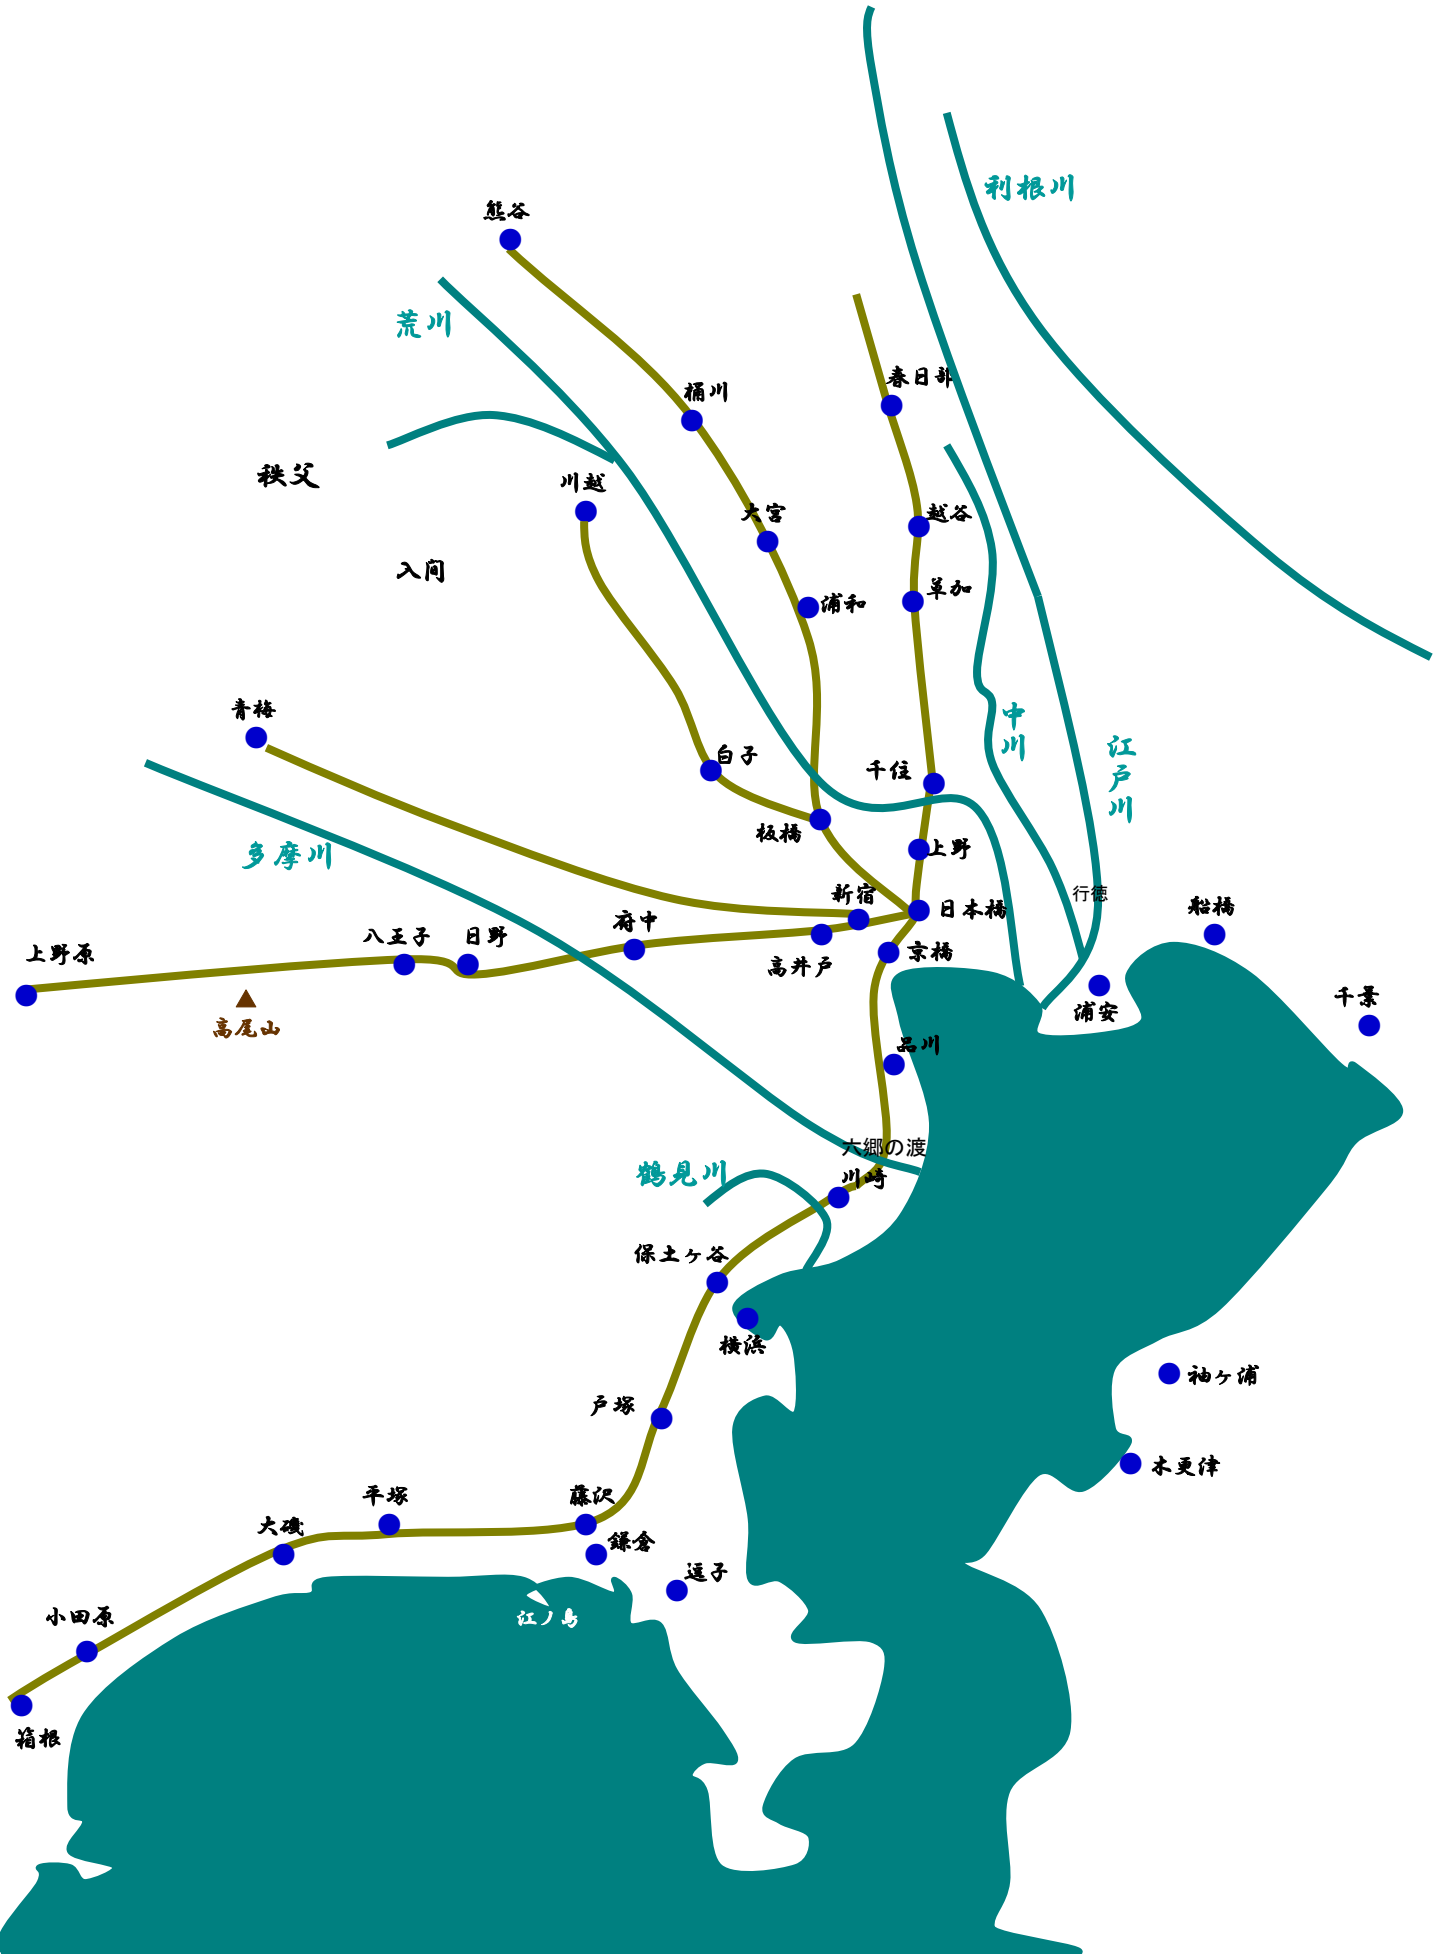 利根川
熊谷
荒川
春日部
桶川
秩父
川越
大宮
越谷
入間
草加
浦和
青梅
中川
江戸川
白子
千住
板橋
多摩川
上野
新宿
行徳
船橋
日本橋
府中
八王子
日野
上野原
京橋
高井戸
千葉
浦安
高尾山
品川
六郷の渡
鶴見川
川崎
保土ヶ谷
横浜
袖ヶ浦
戸塚
木更津
平塚
藤沢
大磯
鎌倉
逗子
小田原
江ノ島
箱根